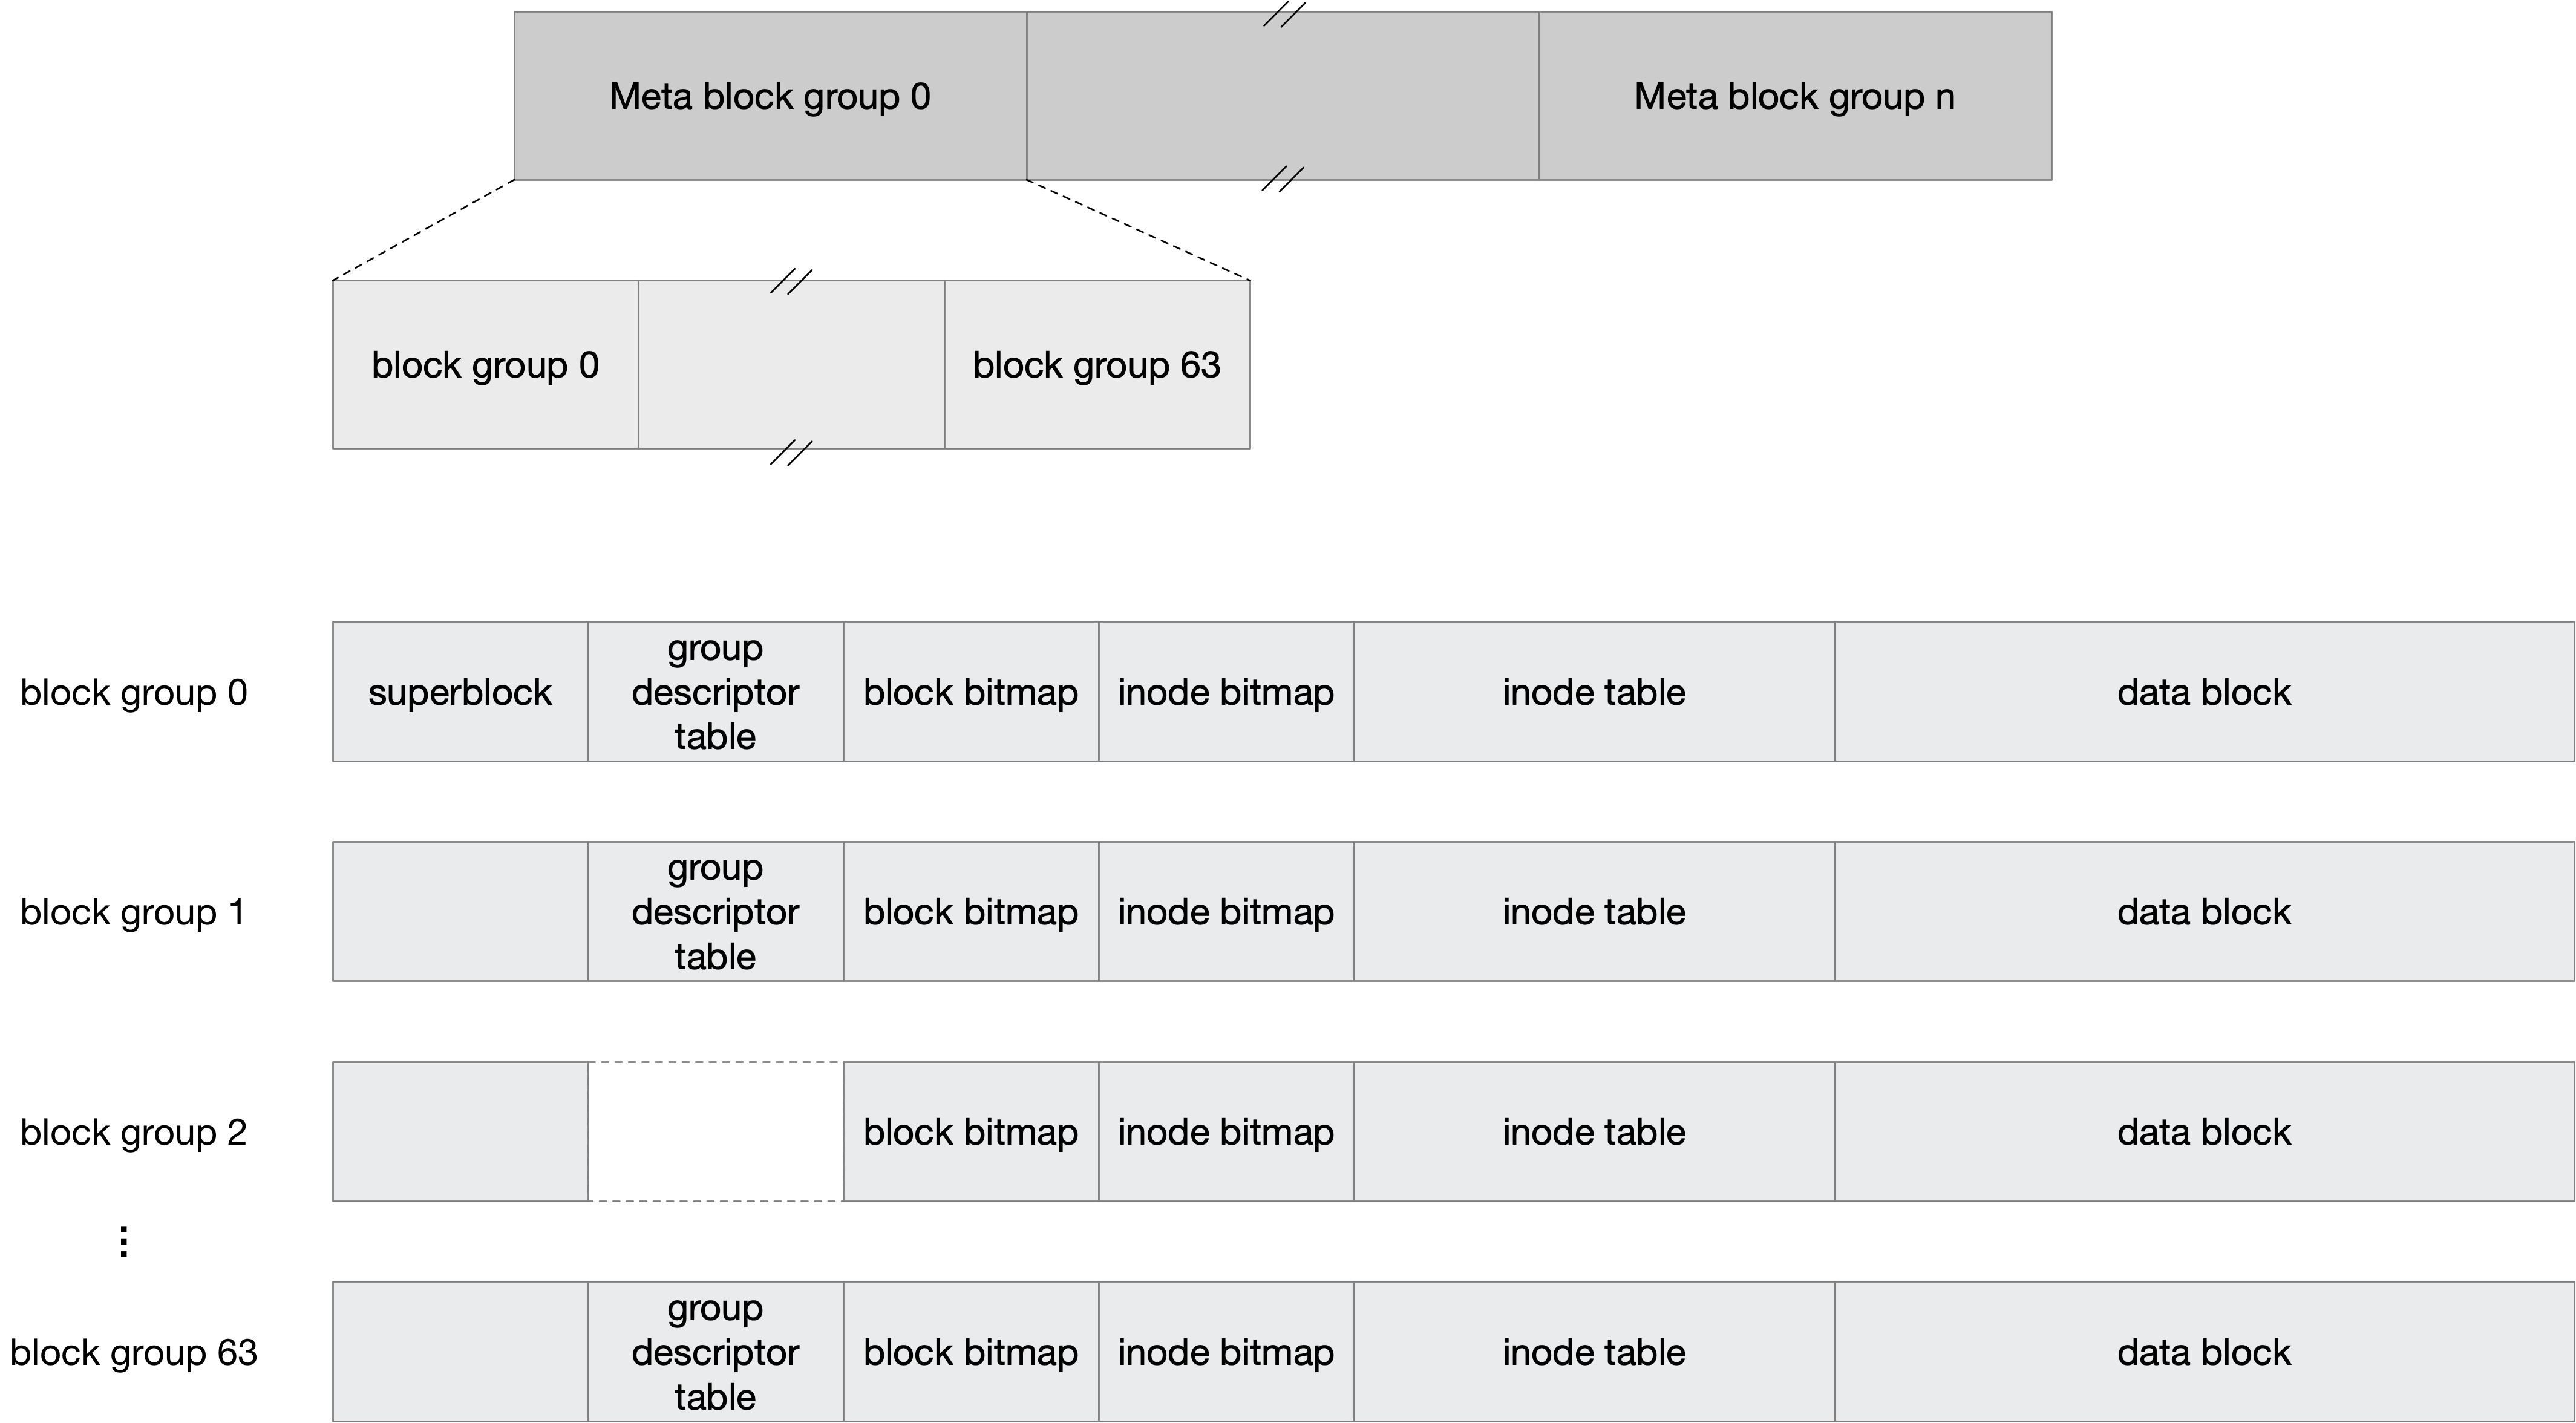 Meta block group 0
Meta block group n
block group 0
block group 63
block group 0
superblock
group
descriptor
table
block bitmap
inode bitmap
inode table
data block
block group 1
group
descriptor
table
block bitmap
inode bitmap
inode table
data block
block group 2
block bitmap
inode bitmap
inode table
data block
⋮
block group 63
group
descriptor
table
block bitmap
inode bitmap
inode table
data block